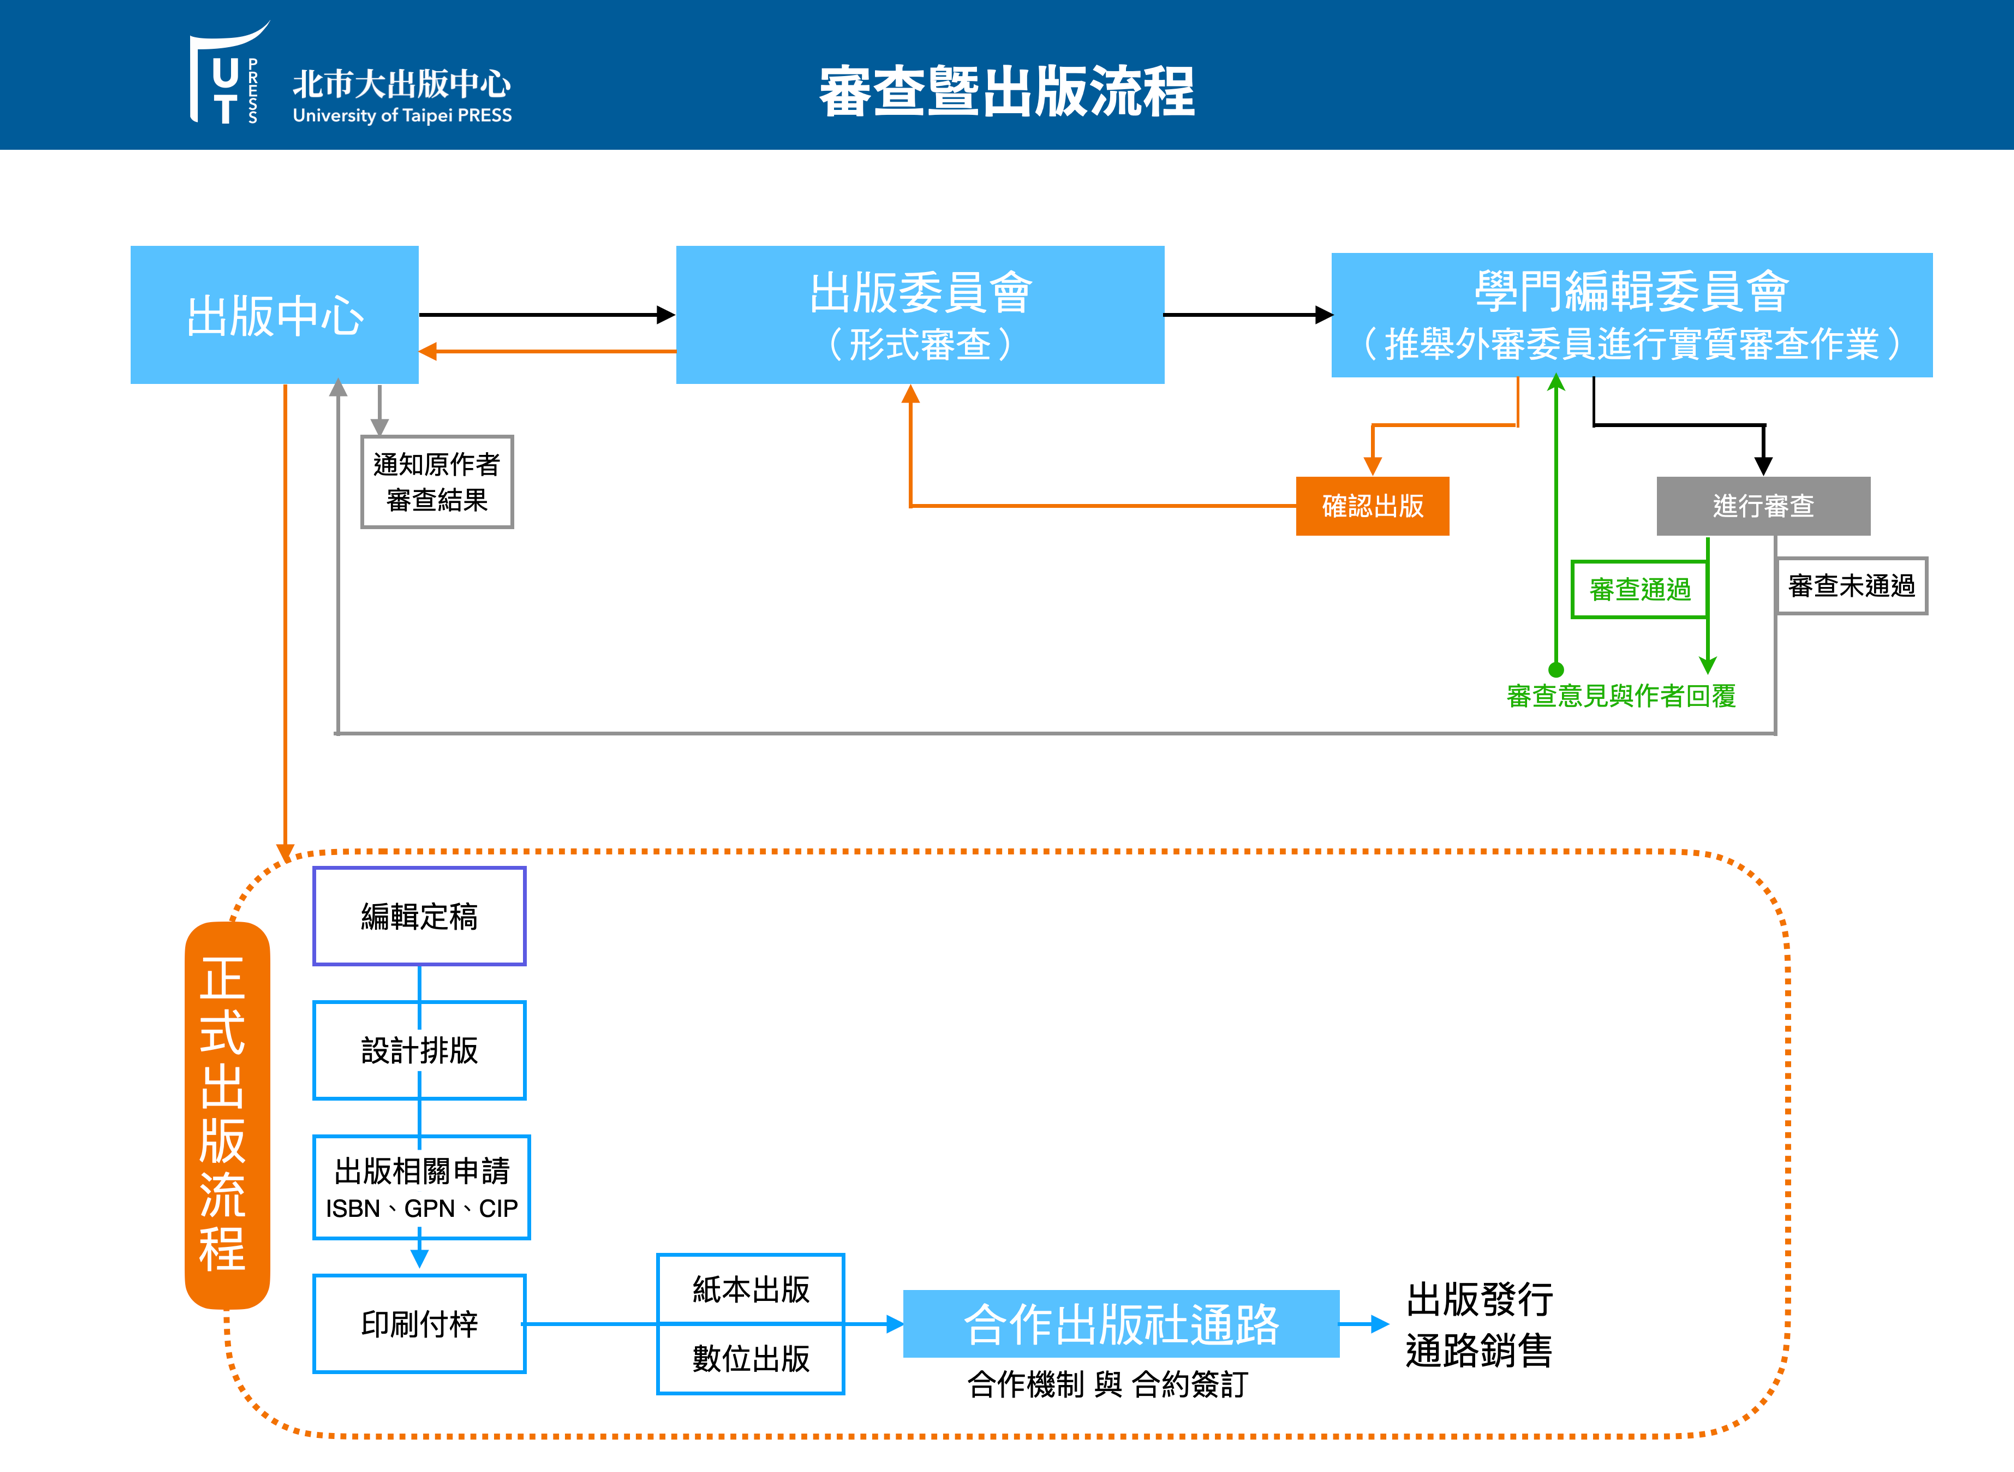 UT PRESS
北市大出版中心
University of Taipei PRESS
審查暨出版流程
出版中心
出版委員會
（形式審查）
學門編輯委員會
（推舉外審委員進行實質審查作業）
通知原作者
審查結果
確認出版
進行審查
審查通過
審查未通過
審查意見與作者回覆
正式出版流程
編輯定稿
設計排版
出版相關申請
ISBN、GPN、CIP
印刷付梓
紙本出版
數位出版
合作出版社通路
合作機制 與 合約簽訂
出版發行
通路銷售